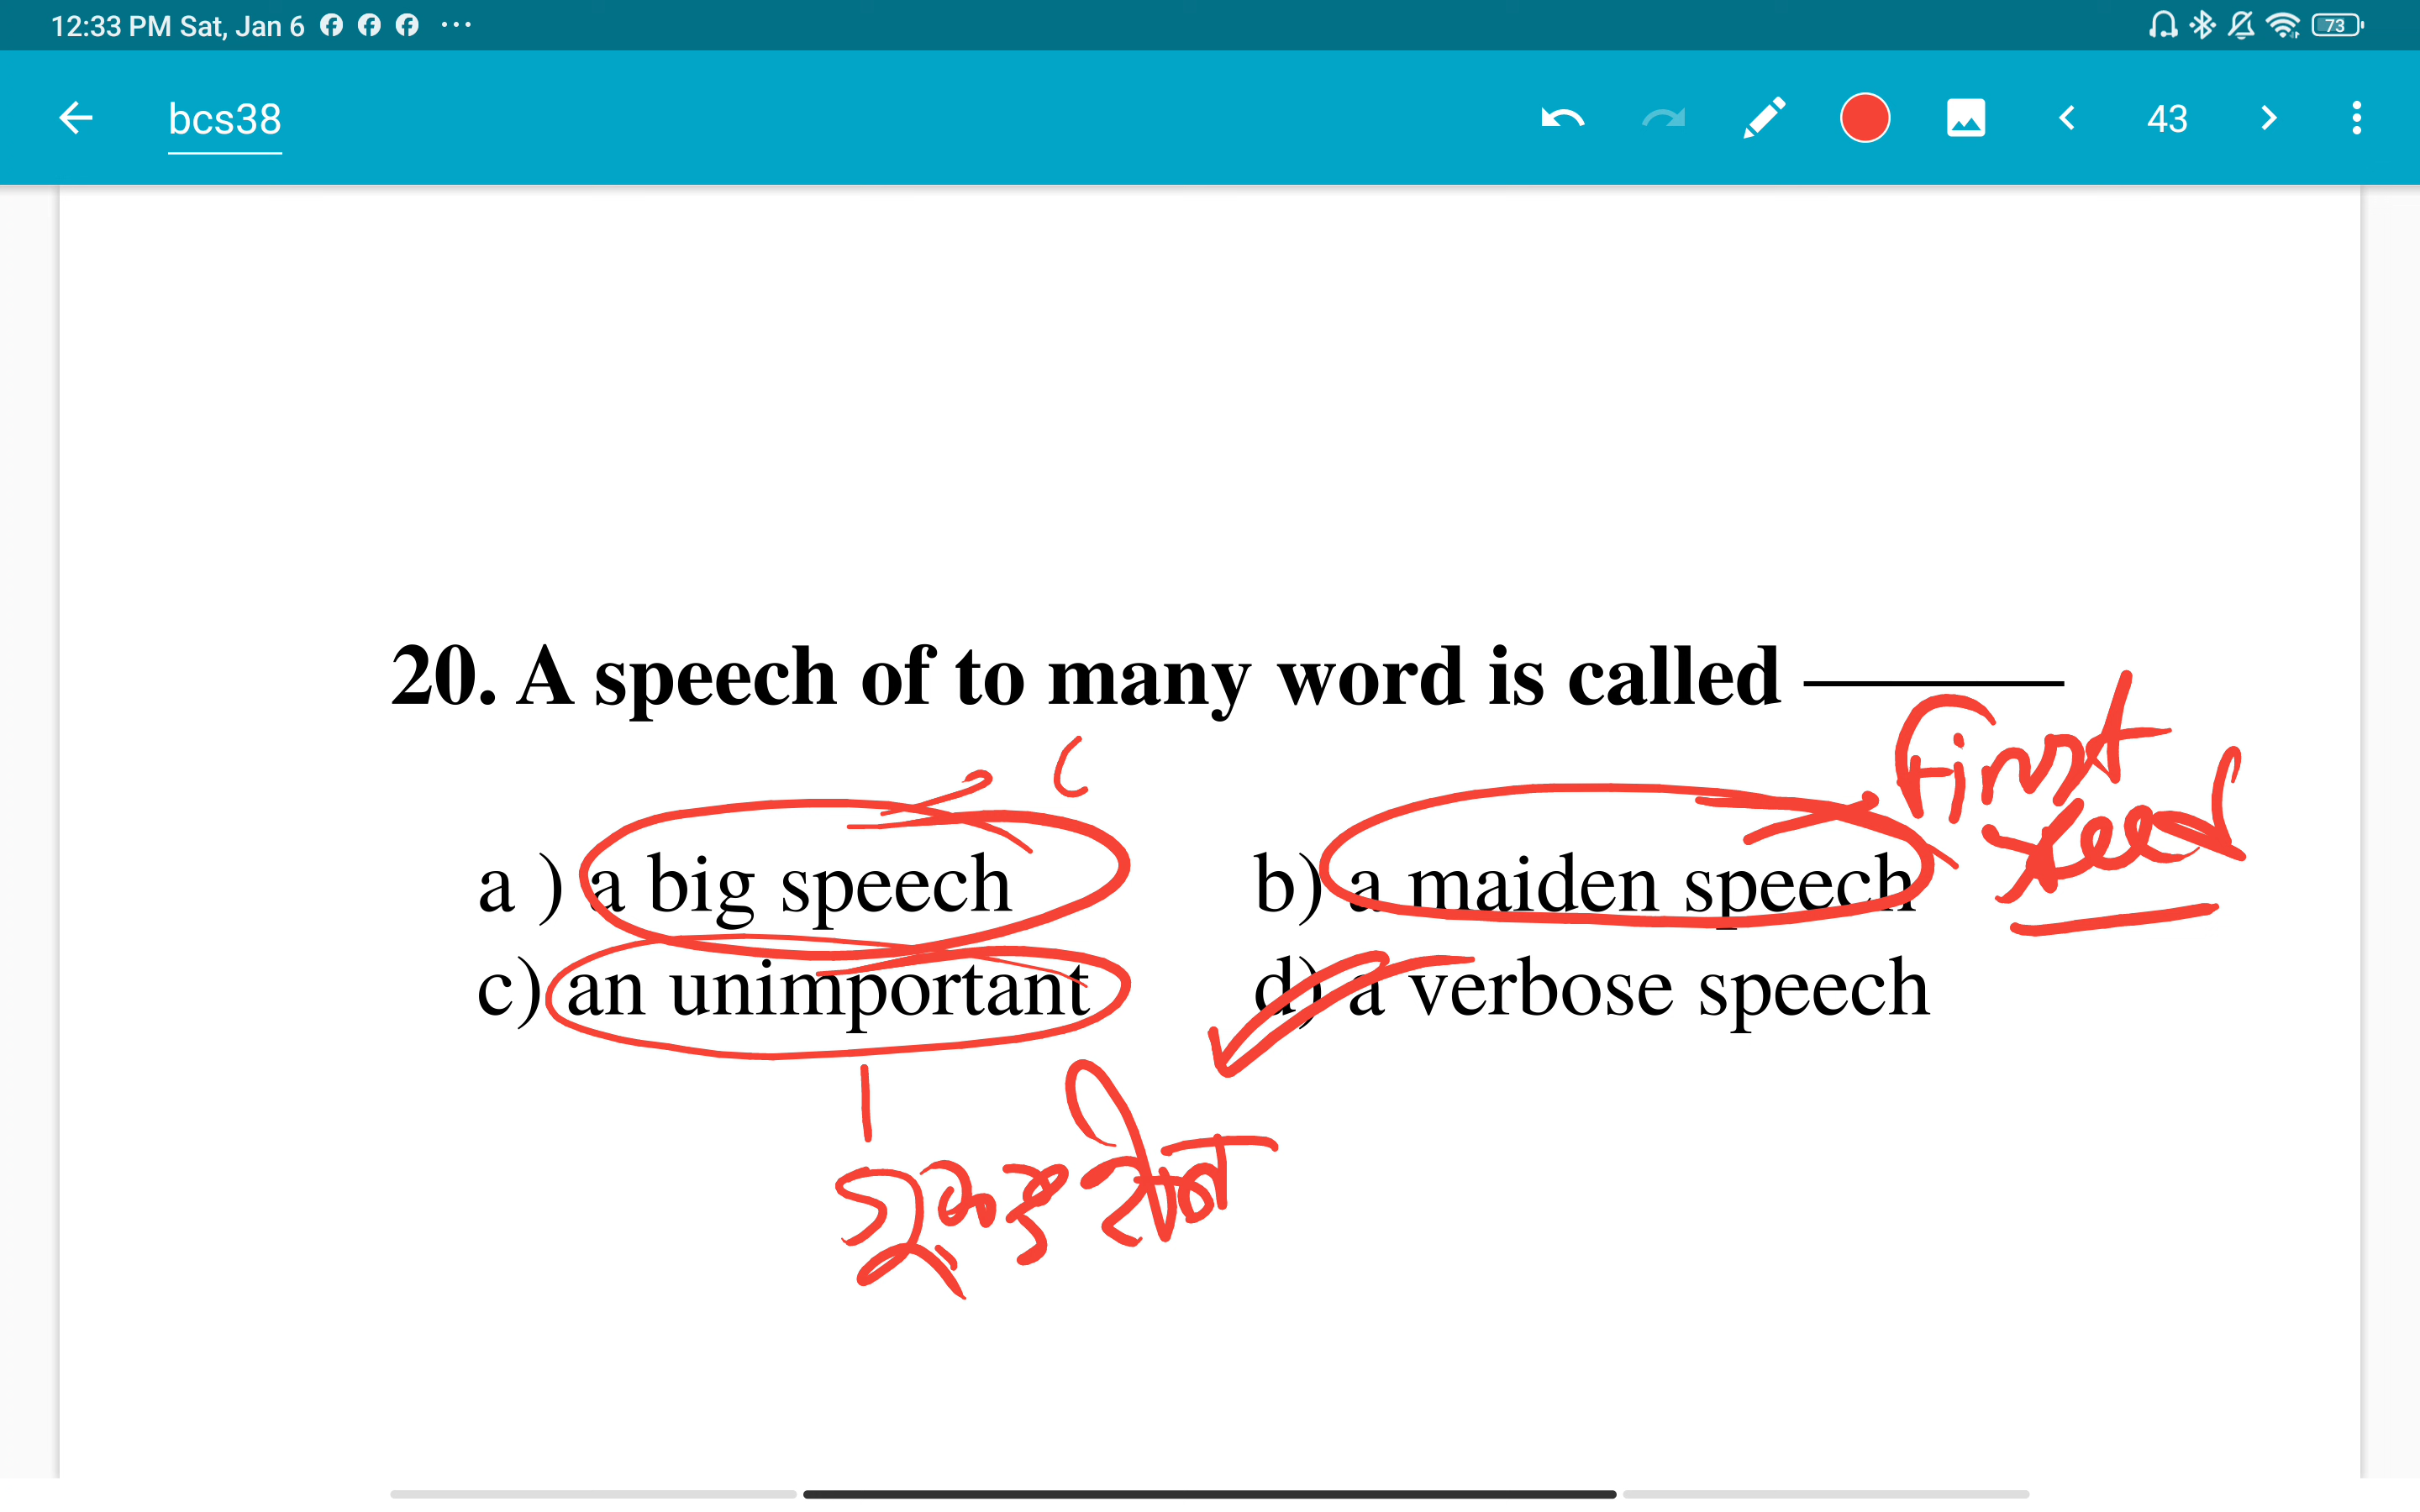 12:33 PM Sat, Jan 6 ...
73
bcs38
43
20. A speech of to many word is called
First
a ) a big speech b) a maiden speech
c) an unimportant d) a verbose speech